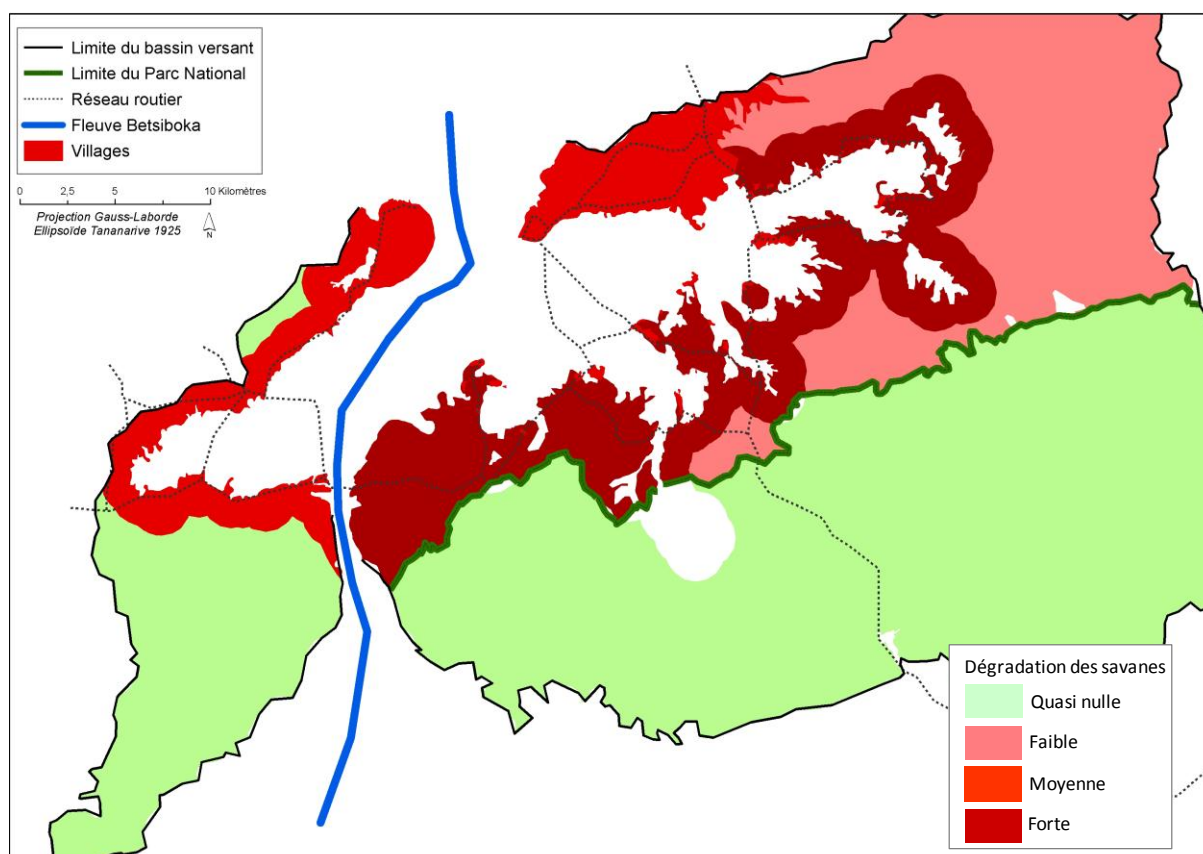 Limite du bassin versant
Limite du Parc National
Réseau routier
Fleuve Betsiboka
Villages
0 2,5 5 10 Kilomètres
Projection Gauss-Laborde
Ellipsoïde Tananarive 1925
N
Dégradation des savanes
Quasi nulle
Faible
Moyenne
Forte